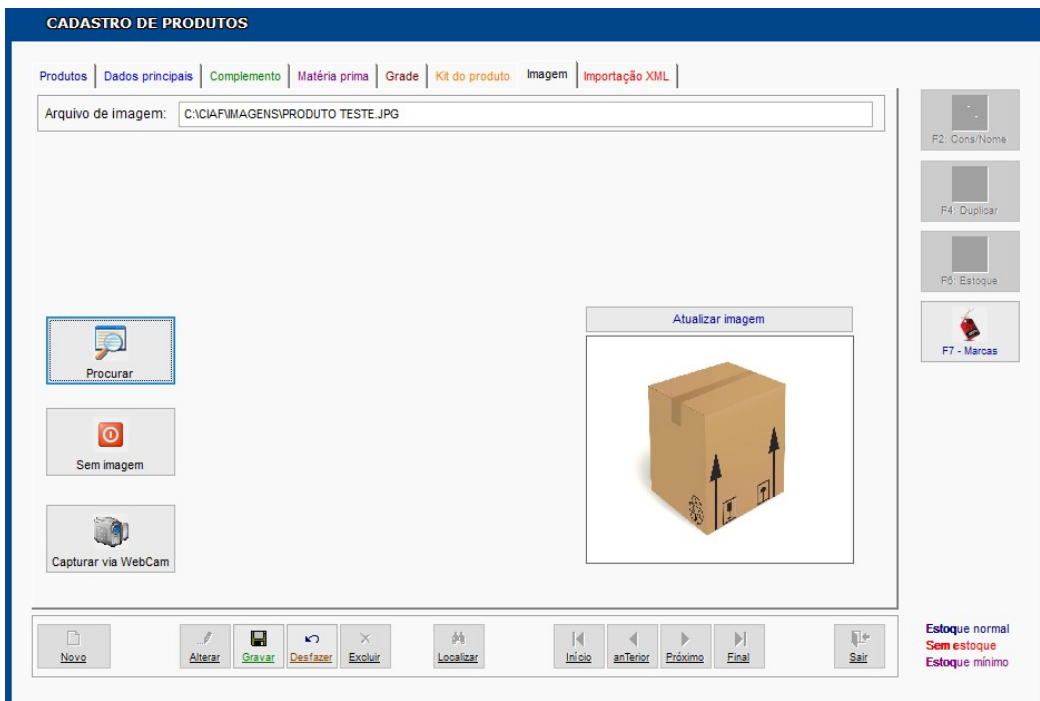 CADASTRO DE PRODUTOS
Produtos Dados principais Complemento Matéria prima Grade Kit do produto Imagem Importação XML
Arquivo de imagem: C:\CIAF\IMAGENS\PRODUTO TESTE.JPG
F2: Cons/Nome
F4: Duplicar
F6: Estoque
F7 - Marcas
Atualizar imagem
Procurar
Sem imagem
Capturar via WebCam
Novo Alterar Gravar Desfazer Excluir Localizar Início anTerior Próximo Final Sair
Estoque normal
Sem estoque
Estoque mínimo